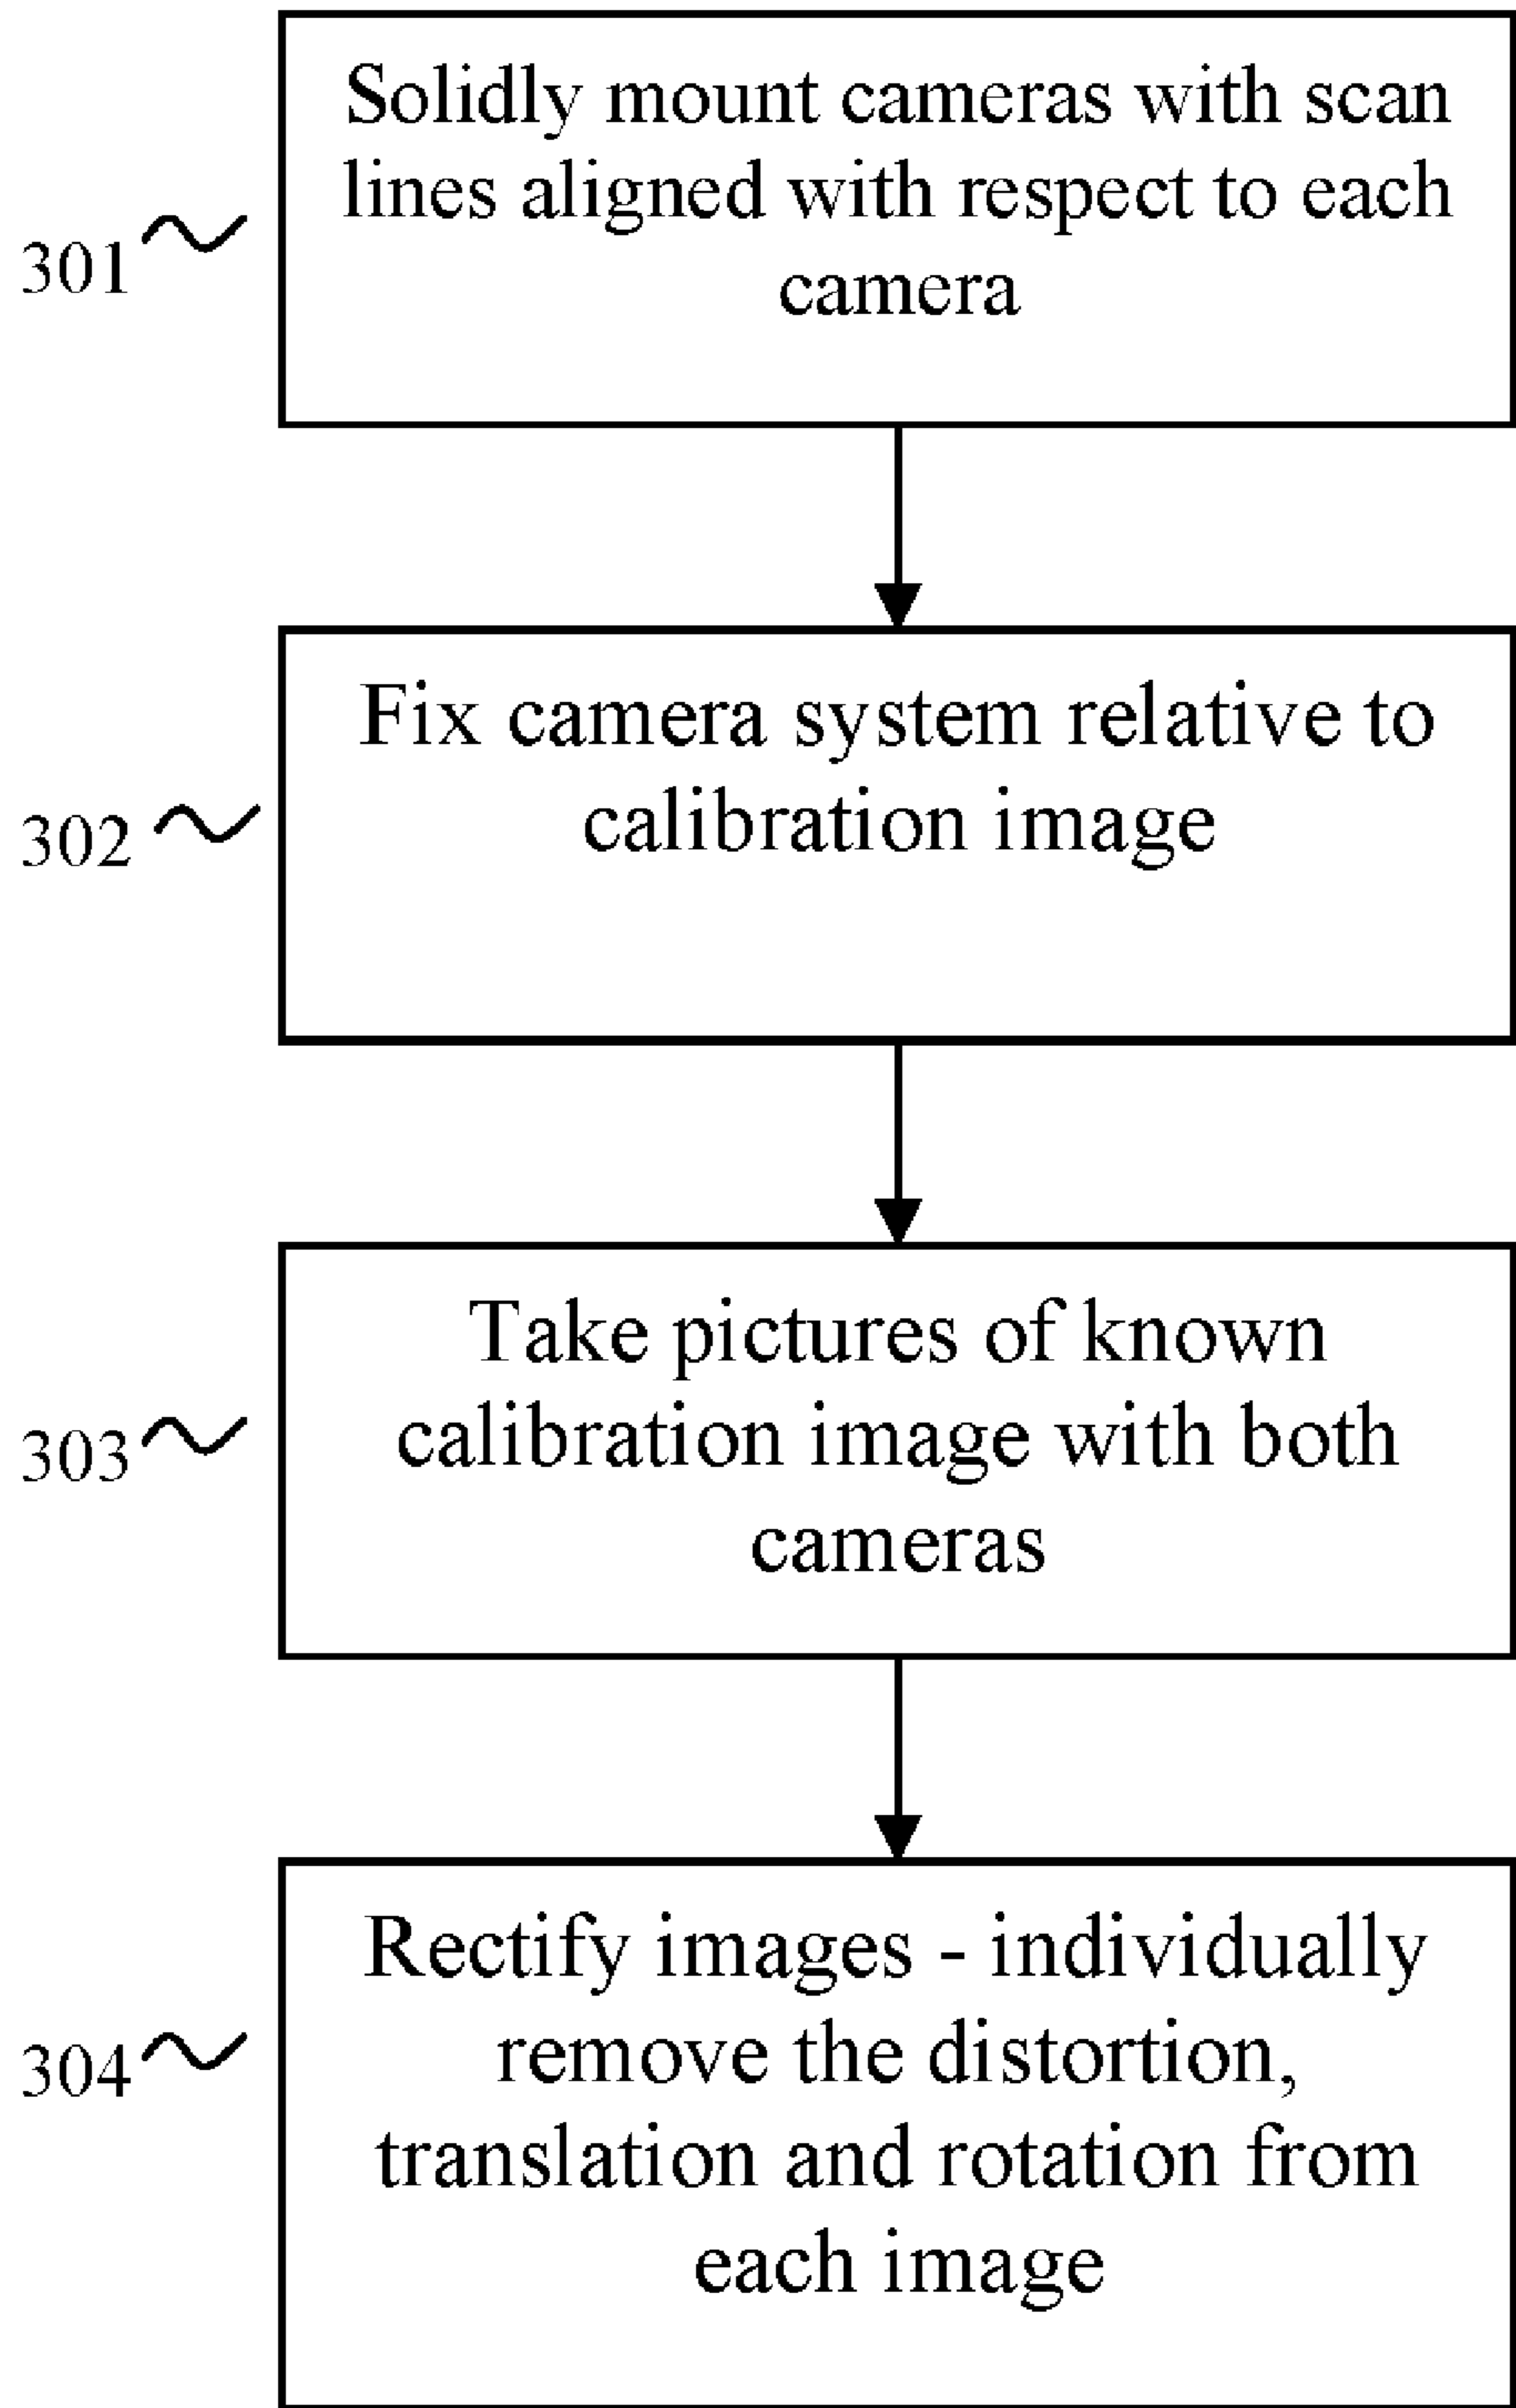 Solidly mount cameras with scan
lines aligned with respect to each
camera
301
Fix camera system relative to
calibration image
302
Take pictures of known
calibration image with both
cameras
303
Rectify images - individually
remove the distortion,
translation and rotation from
each image
304